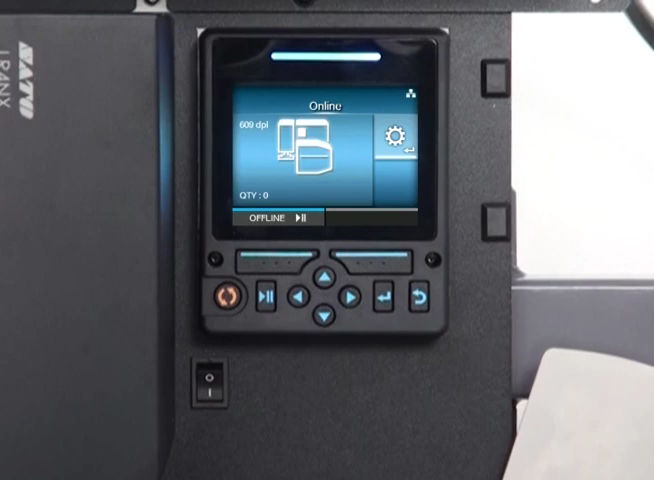 SATO
LR4NX
Online
609 dpi
QTY : 0
OFFLINE
O
I